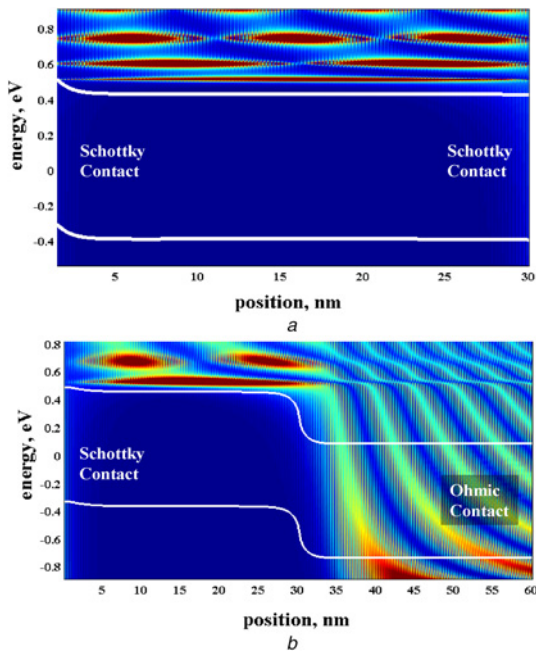 0.8
0.6
0.4
0.2
0
-0.2
-0.4
energy, eV
Schottky
Contact
Schottky
Contact
5
10
15
20
25
30
position, nm
a
0.8
0.6
0.4
0.2
0
-0.2
-0.4
-0.6
-0.8
energy, eV
Schottky
Contact
Ohmic
Contact
5
10
15
20
25
30
35
40
45
50
55
60
position, nm
b